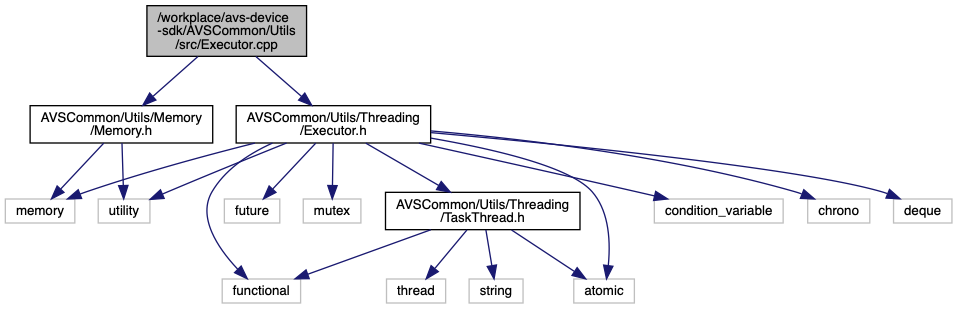 /workplace/avs-device
-sdk/AVSCommon/Utils
/src/Executor.cpp
AVSCommon/Utils/Memory
/Memory.h
AVSCommon/Utils/Threading
/Executor.h
memory
utility
future
mutex
AVSCommon/Utils/Threading
/TaskThread.h
condition_variable
chrono
deque
functional
thread
string
atomic